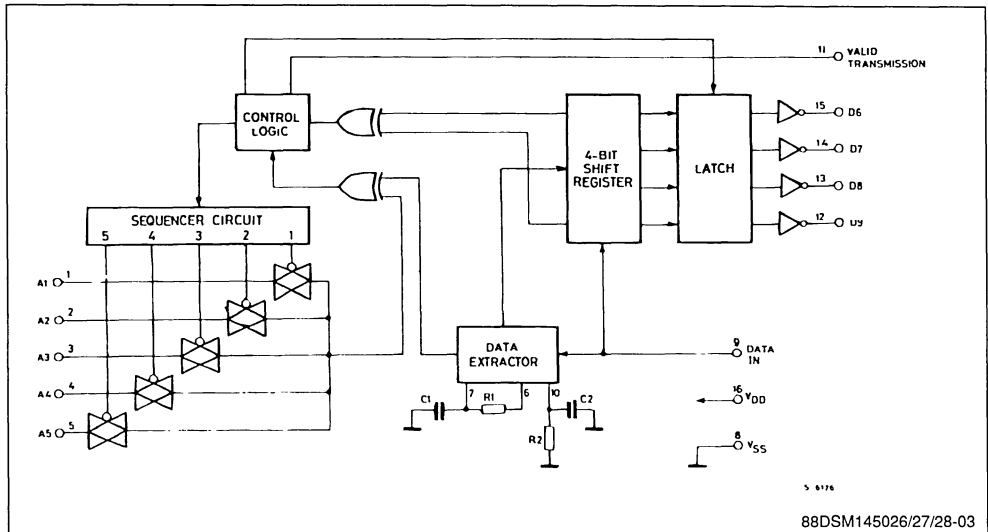 11 VALID
TRANSMISSION
CONTROL
LOGIC
4-BIT
SHIFT
REGISTER
LATCH
15 D6
14 D7
13 D8
12 D9
SEQUENCER CIRCUIT
5 4 3 2 1
A1 1
A2 2
A3 3
A4 4
A5 5
DATA
EXTRACTOR
7 6 10
C1 R1 C2
R2
9 DATA
IN
16 VDD
8 VSS
S 6176
88DSM145026/27/28-03